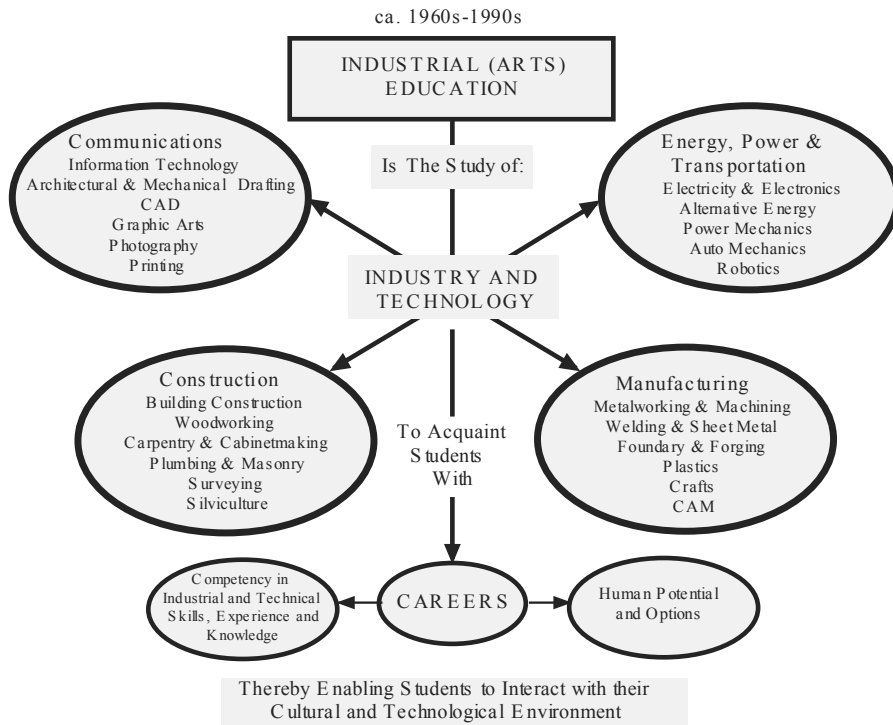 ca. 1960s-1990s
INDUSTRIAL (ARTS)
EDUCATION
Is The Study of:
Communications
Information Technology
Architectural & Mechanical Drafting
CAD
Graphic Arts
Photography
Printing
Energy, Power &
Transportation
Electricity & Electronics
Alternative Energy
Power Mechanics
Auto Mechanics
Robotics
INDUSTRY AND
TECHNOLOGY
Construction
Building Construction
Woodworking
Carpentry & Cabinetmaking
Plumbing & Masonry
Surveying
Silviculture
To Acquaint
Students
With
Manufacturing
Metalworking & Machining
Welding & Sheet Metal
Foundary & Forging
Plastics
Crafts
CAM
Competency in
Industrial and Technical
Skills, Experience and
Knowledge
CAREERS
Human Potential
and Options
Thereby Enabling Students to Interact with their
Cultural and Technological Environment